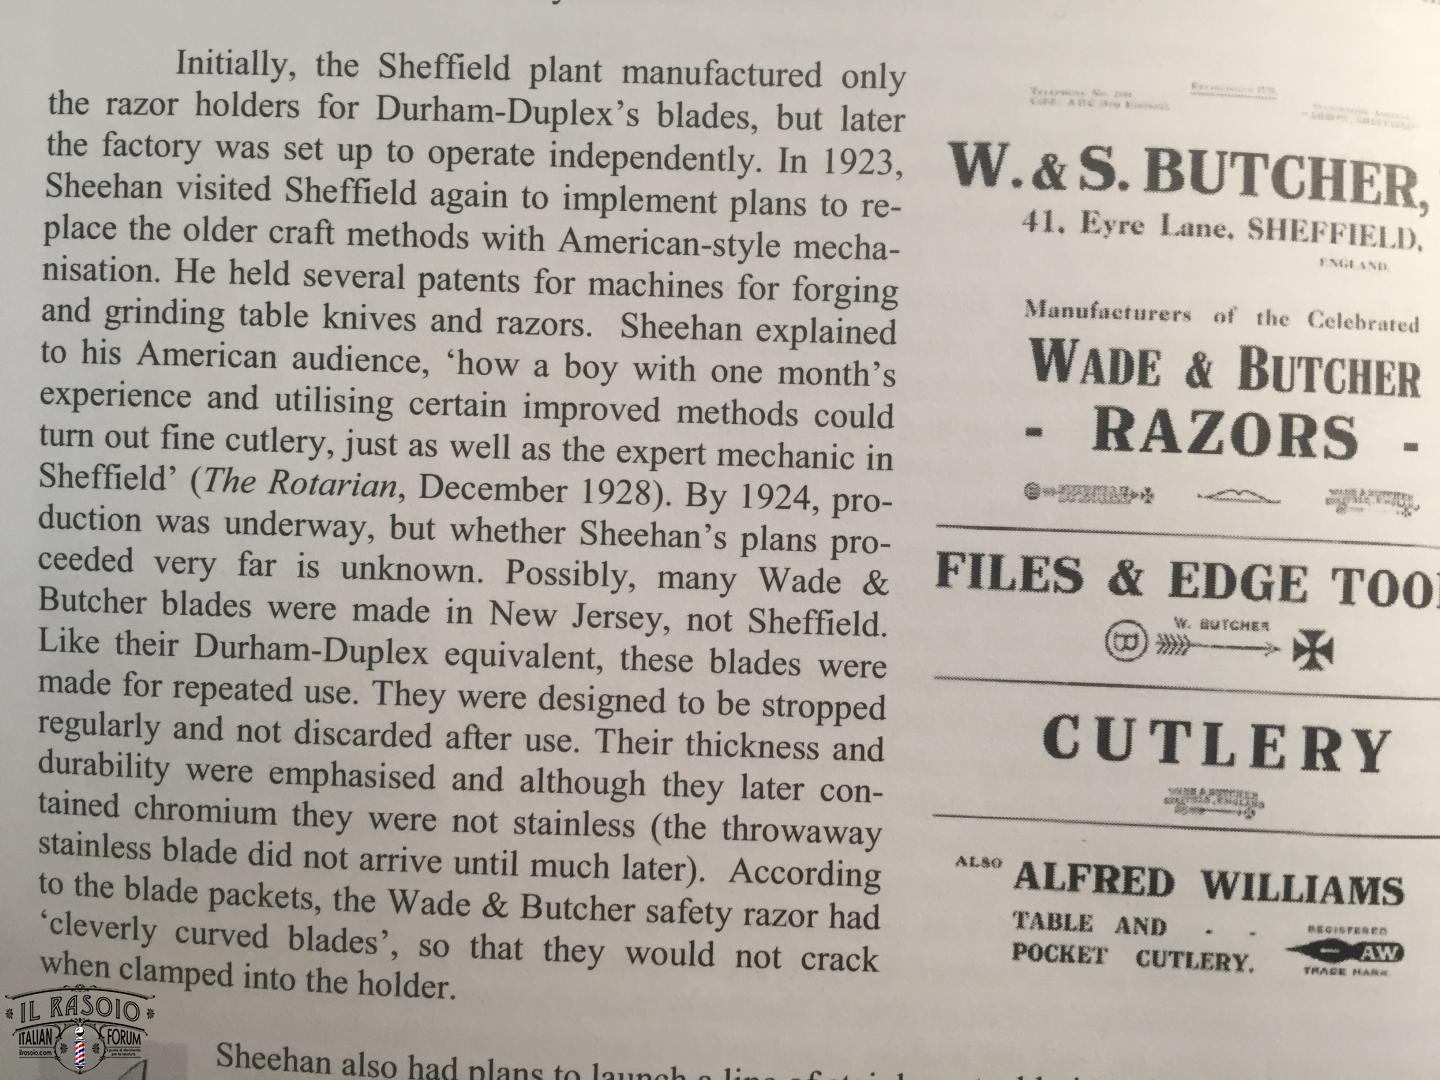 Initially, the Sheffield plant manufactured only
the razor holders for Durham-Duplex's blades, but later
the factory was set up to operate independently. In 1923,
Sheehan visited Sheffield again to implement plans to re-
place the older craft methods with American-style mecha-
nisation. He held several patents for machines for forging
and grinding table knives and razors. Sheehan explained
to his American audience, 'how a boy with one month's
experience and utilising certain improved methods could
turn out fine cutlery, just as well as the expert mechanic in
Sheffield' (The Rotarian, December 1928). By 1924, pro-
duction was underway, but whether Sheehan's plans pro-
ceeded very far is unknown. Possibly, many Wade &
Butcher blades were made in New Jersey, not Sheffield.
Like their Durham-Duplex equivalent, these blades were
made for repeated use. They were designed to be stropped
regularly and not discarded after use. Their thickness and
durability were emphasised and although they later con-
tained chromium they were not stainless (the throwaway
stainless blade did not arrive until much later). According
to the blade packets, the Wade & Butcher safety razor had
'cleverly curved blades', so that they would not crack
when clamped into the holder.
Sheehan also had plans to launch a line of
W. & S. BUTCHER,
41, Eyre Lane, SHEFFIELD,
ENGLAND.
Manufacturers of the Celebrated
WADE & BUTCHER
- RAZORS -
FILES & EDGE TOO
W. BUTCHER
B
CUTLERY
ALSO ALFRED WILLIAMS
TABLE AND - -
POCKET CUTLERY.
REGISTERED
AW
TRADE MARK
IL RASOIO
ITALIAN FORUM
ilrasoio.com